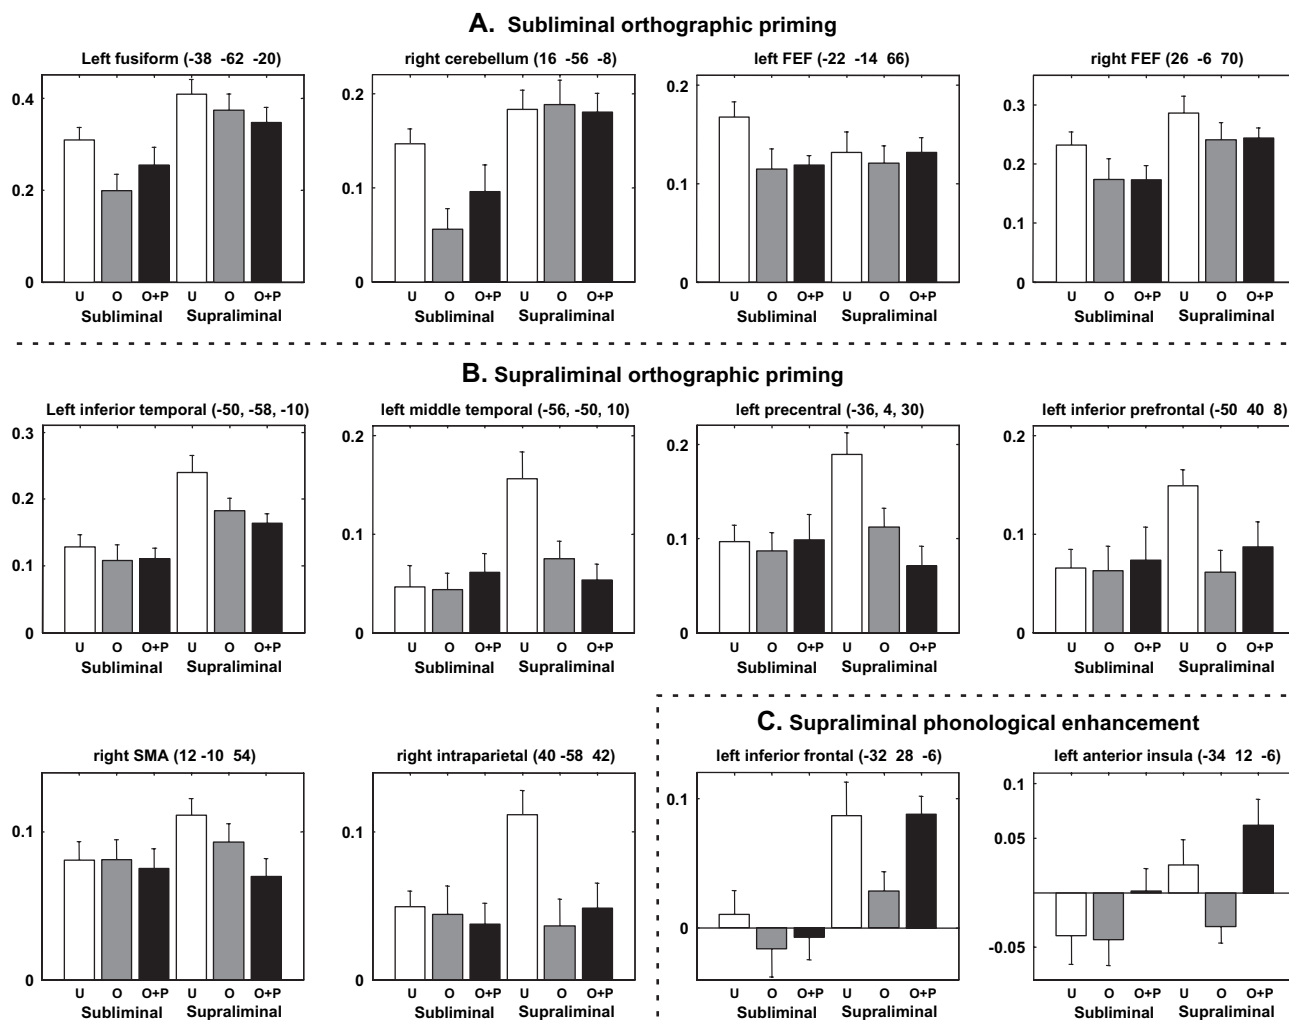 A. Subliminal orthographic priming
Left fusiform (-38 -62 -20)
0.4
0.2
0
U O O+P U O O+P
Subliminal Supraliminal
right cerebellum (16 -56 -8)
0.2
0.1
0
U O O+P U O O+P
Subliminal Supraliminal
left FEF (-22 -14 66)
0.1
0
U O O+P U O O+P
Subliminal Supraliminal
right FEF (26 -6 70)
0.3
0.2
0.1
0
U O O+P U O O+P
Subliminal Supraliminal
B. Supraliminal orthographic priming
Left inferior temporal (-50, -58, -10)
0.3
0.2
0.1
0
U O O+P U O O+P
Subliminal Supraliminal
left middle temporal (-56, -50, 10)
0.2
0.1
0
U O O+P U O O+P
Subliminal Supraliminal
left precentral (-36, 4, 30)
0.2
0.1
0
U O O+P U O O+P
Subliminal Supraliminal
left inferior prefrontal (-50 40 8)
0.2
0.1
0
U O O+P U O O+P
Subliminal Supraliminal
right SMA (12 -10 54)
0.1
0
U O O+P U O O+P
Subliminal Supraliminal
right intraparietal (40 -58 42)
0.1
0
U O O+P U O O+P
Subliminal Supraliminal
C. Supraliminal phonological enhancement
left inferior frontal (-32 28 -6)
0.1
0
U O O+P U O O+P
Subliminal Supraliminal
left anterior insula (-34 12 -6)
0.1
0.05
0
-0.05
U O O+P U O O+P
Subliminal Supraliminal